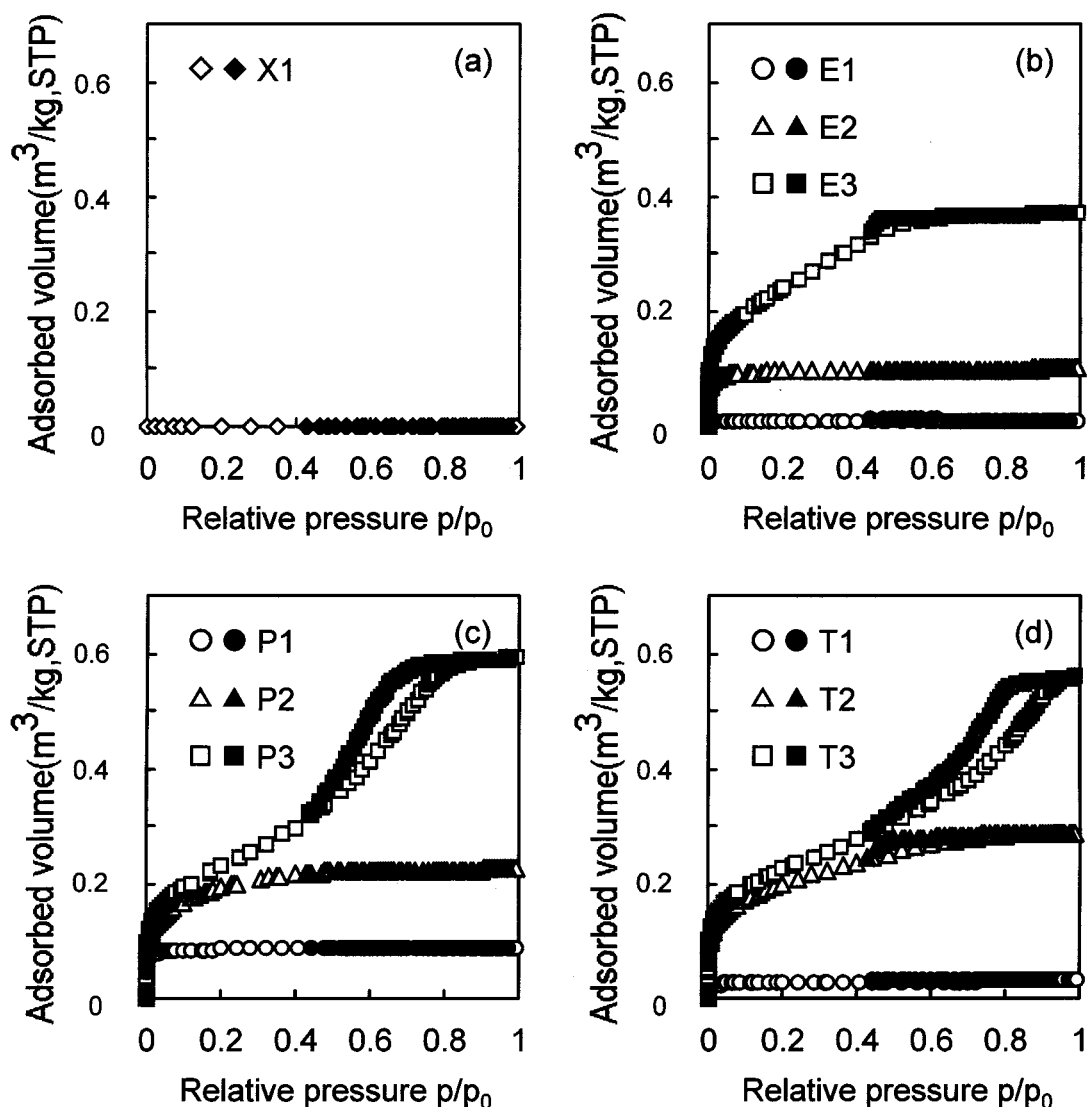 (a)
X1
Adsorbed volume(m³/kg,STP)
0.6
0.4
0.2
0
0 0.2 0.4 0.6 0.8 1
Relative pressure p/p₀
(b)
E1
E2
E3
Adsorbed volume(m³/kg,STP)
0.6
0.4
0.2
0
0 0.2 0.4 0.6 0.8 1
Relative pressure p/p₀
(c)
P1
P2
P3
Adsorbed volume(m³/kg,STP)
0.6
0.4
0.2
0
0 0.2 0.4 0.6 0.8 1
Relative pressure p/p₀
(d)
T1
T2
T3
Adsorbed volume(m³/kg,STP)
0.6
0.4
0.2
0
0 0.2 0.4 0.6 0.8 1
Relative pressure p/p₀